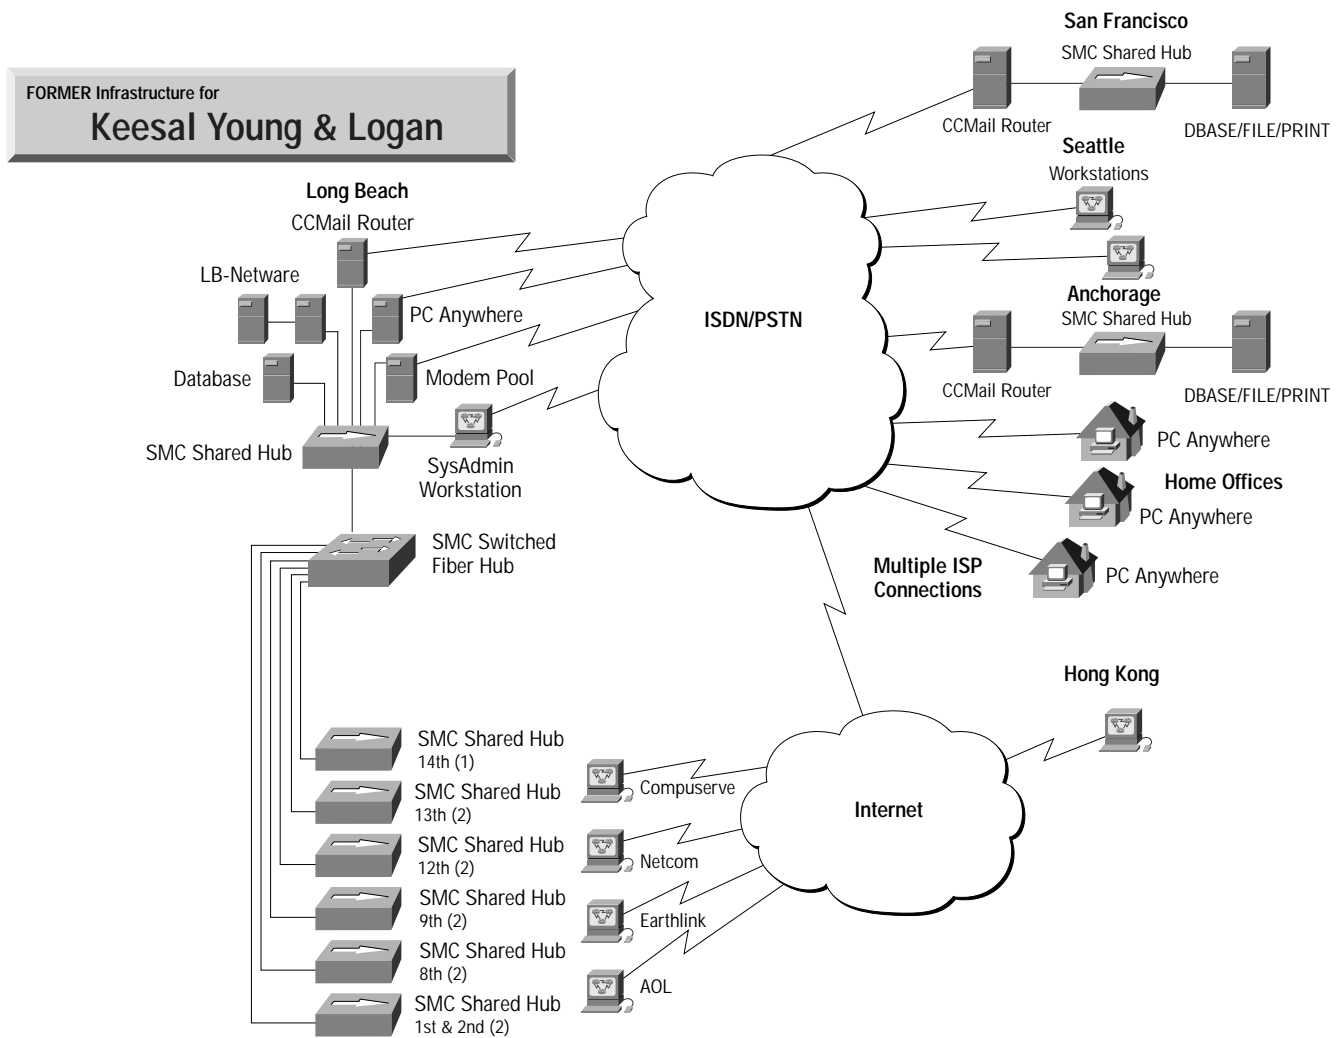 FORMER Infrastructure for
Keesal Young & Logan
San Francisco
SMC Shared Hub
CCMail Router
DBASE/FILE/PRINT
Seattle
Workstations
Long Beach
CCMail Router
LB-Netware
PC Anywhere
Database
Modem Pool
SMC Shared Hub
SysAdmin
Workstation
ISDN/PSTN
Anchorage
SMC Shared Hub
CCMail Router
DBASE/FILE/PRINT
PC Anywhere
Home Offices
PC Anywhere
PC Anywhere
SMC Switched
Fiber Hub
Multiple ISP
Connections
Hong Kong
Internet
SMC Shared Hub
14th (1)
SMC Shared Hub
13th (2)
SMC Shared Hub
12th (2)
SMC Shared Hub
9th (2)
SMC Shared Hub
8th (2)
SMC Shared Hub
1st & 2nd (2)
Compuserve
Netcom
Earthlink
AOL